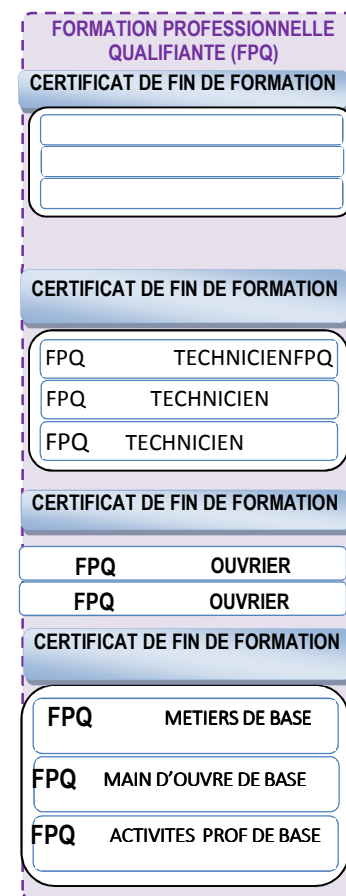 FORMATION PROFESSIONNELLE
QUALIFIANTE (FPQ)
CERTIFICAT DE FIN DE FORMATION
CERTIFICAT DE FIN DE FORMATION
FPQ TECHNICIENFPQ
FPQ TECHNICIEN
FPQ TECHNICIEN
CERTIFICAT DE FIN DE FORMATION
FPQ OUVRIER
FPQ OUVRIER
CERTIFICAT DE FIN DE FORMATION
FPQ METIERS DE BASE
FPQ MAIN D'OUVRE DE BASE
FPQ ACTIVITES PROF DE BASE